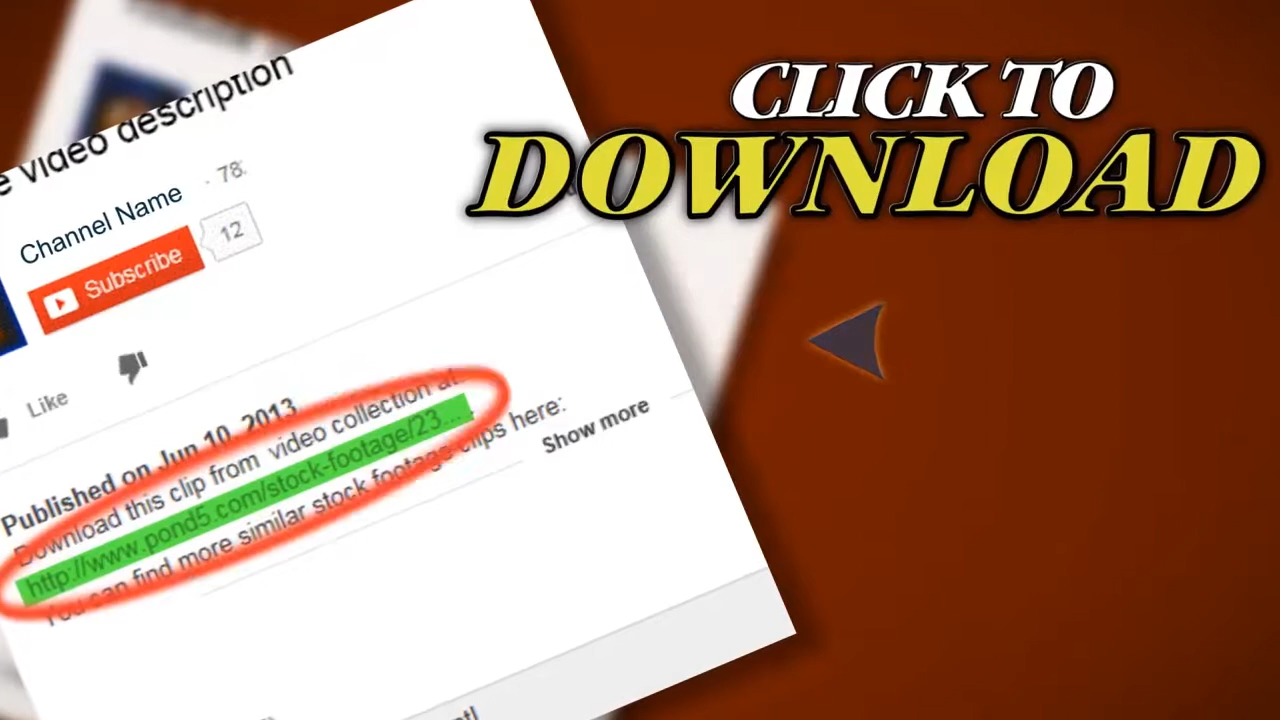 CLICK TO
DOWNLOAD
e video description
Channel Name
78
Subscribe
12
Like
Published on Jun 10, 2013
Download this clip from video collection at
http://www.pond5.com/stock-footage/23...
You can find more similar stock footage clips here:
Show more